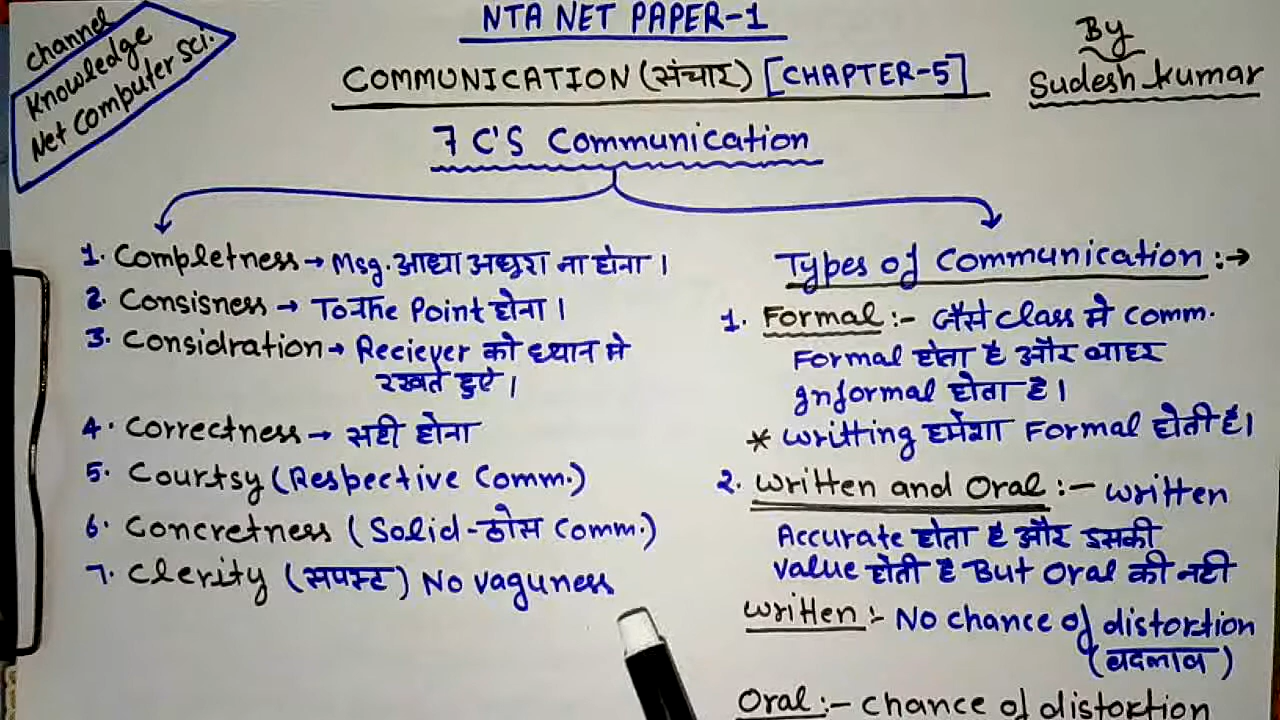 channel
Knowledge
Net Computer Sci.
NTA NET PAPER-1
COMMUNICATION (संचार) [CHAPTER-5]
By
Sudesh kumar
7 C'S Communication
1. Completness → Msg. आधा अधुरा ना होना।
2. Consisness → To the Point होना।
3. Considration → Reciever को ध्यान मे
रखते हुऐ।
4. Correctness → सही होना
5. Courtsy (Respective Comm.)
6. Concretness (Solid-ठोस Comm.)
7. Clerity (सपस्ट) No vaguness
Types of Communication :→
1. Formal :- जैसे class मे comm.
Formal होता है और बाहर
Informal होता है।
* Writting हमेंशा Formal होती है।
2. Written and Oral :- written
Accurate होता है और इसकी
value होती है But Oral की नही
Written :- No chance of distortion
(बदलाव)
Oral :- chance of distortion